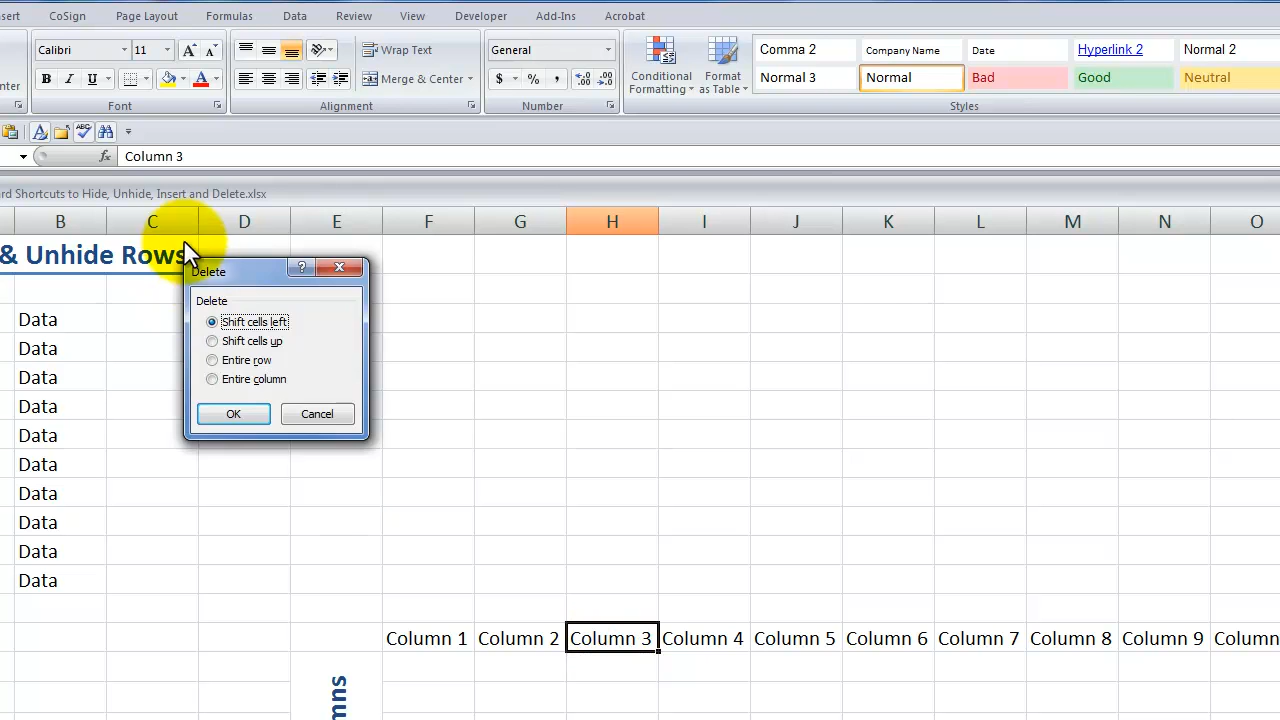 nsert CoSign Page Layout Formulas Data Review View Developer Add-Ins Acrobat
Calibri 11 A A Wrap Text General Comma 2 Company Name Date Hyperlink 2 Normal 2
enter B I U A Merge & Center $ % , Conditional Formatting Format as Table Normal 3 Normal Bad Good Neutral
Font Alignment Number Styles
fx Column 3
rd Shortcuts to Hide, Unhide, Insert and Delete.xlsx
B C D E F G H I J K L M N O
& Unhide Rows
Delete
Delete
Shift cells left
Shift cells up
Entire row
Entire column
OK Cancel
Data
Data
Data
Data
Data
Data
Data
Data
Data
Data
Column 1 Column 2 Column 3 Column 4 Column 5 Column 6 Column 7 Column 8 Column 9 Column
mns